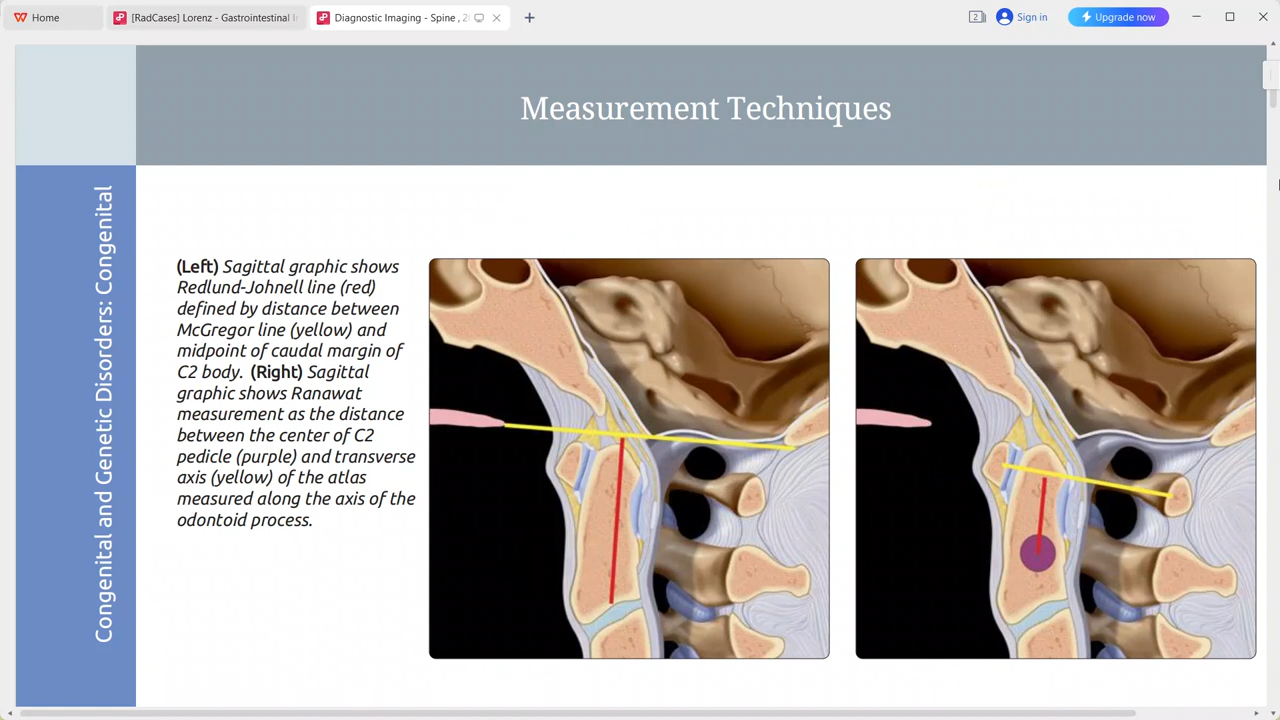 Home
[RadCases] Lorenz - Gastrointestinal
Diagnostic Imaging - Spine , 2
2
Sign in
Upgrade now
Measurement Techniques
Congenital and Genetic Disorders: Congenital
(Left) Sagittal graphic shows
Redlund-Johnell line (red)
defined by distance between
McGregor line (yellow) and
midpoint of caudal margin of
C2 body. (Right) Sagittal
graphic shows Ranawat
measurement as the distance
between the center of C2
pedicle (purple) and transverse
axis (yellow) of the atlas
measured along the axis of the
odontoid process.